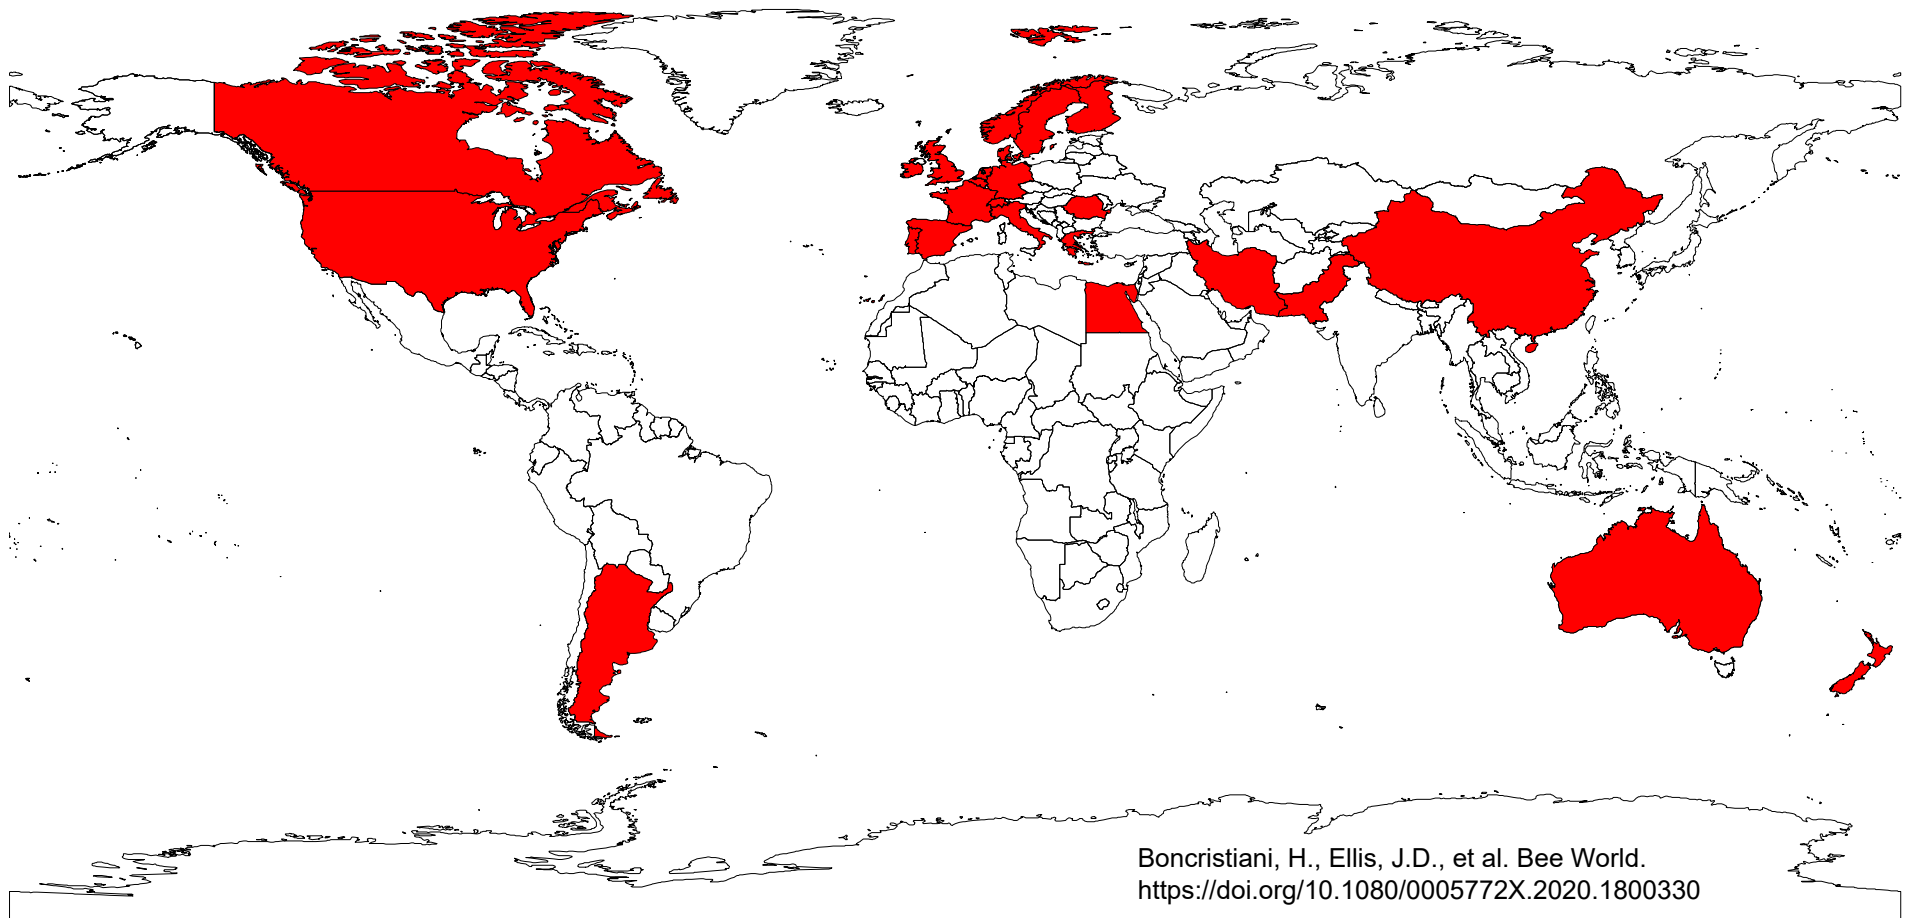 Boncristiani, H., Ellis, J.D., et al. Bee World.
https://doi.org/10.1080/0005772X.2020.1800330